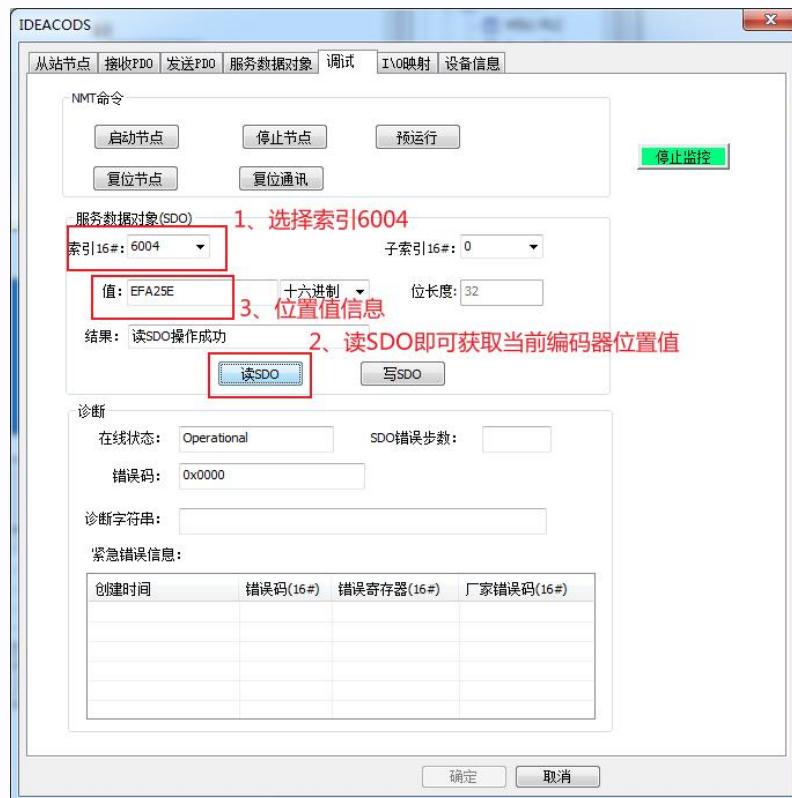 IDEACODS
从站节点 接收PDO 发送PDO 服务数据对象 调试 I\O映射 设备信息
NMT命令
启动节点 停止节点 预运行
停止监控
复位节点 复位通讯
服务数据对象(SDO)
1、选择索引6004
索引16#: 6004 子索引16#: 0
值: EFA25E 十六进制 位长度: 32
3、位置值信息
结果: 读SDO操作成功
2、读SDO即可获取当前编码器位置值
读SDO 写SDO
诊断
在线状态: Operational SDO错误步数:
错误码: 0x0000
诊断字符串:
紧急错误信息:
创建时间 错误码(16#) 错误寄存器(16#) 厂家错误码(16#)
确定 取消